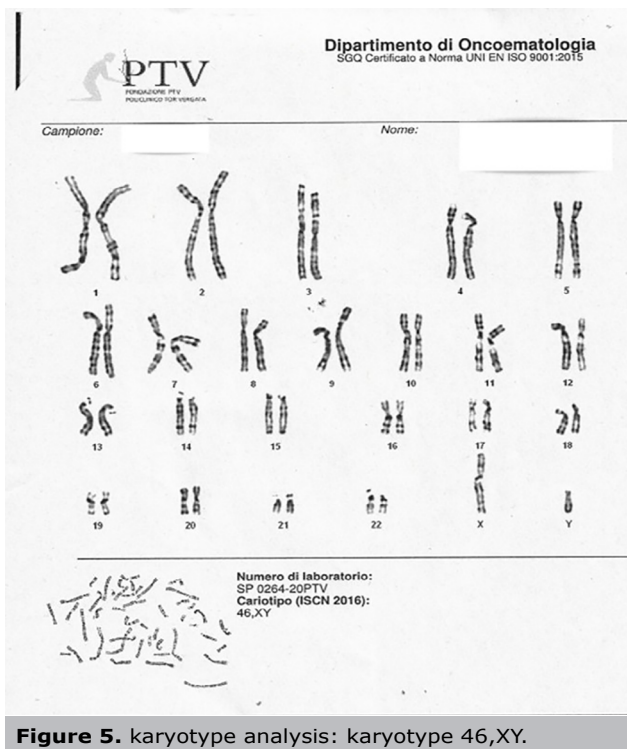 Dipartimento di Oncoematologia
SGQ Certificato a Norma UNI EN ISO 9001:2015
PTV
FONDAZIONE PTV
POLICLINICO TOR VERGATA
Campione:
Nome:
1 2 3 4 5
6 7 8 9 10 11 12
13 14 15 16 17 18
19 20 21 22 X Y
Numero di laboratorio:
SP 0264-20PTV
Cariotipo (ISCN 2016):
46,XY
Figure 5. karyotype analysis: karyotype 46,XY.